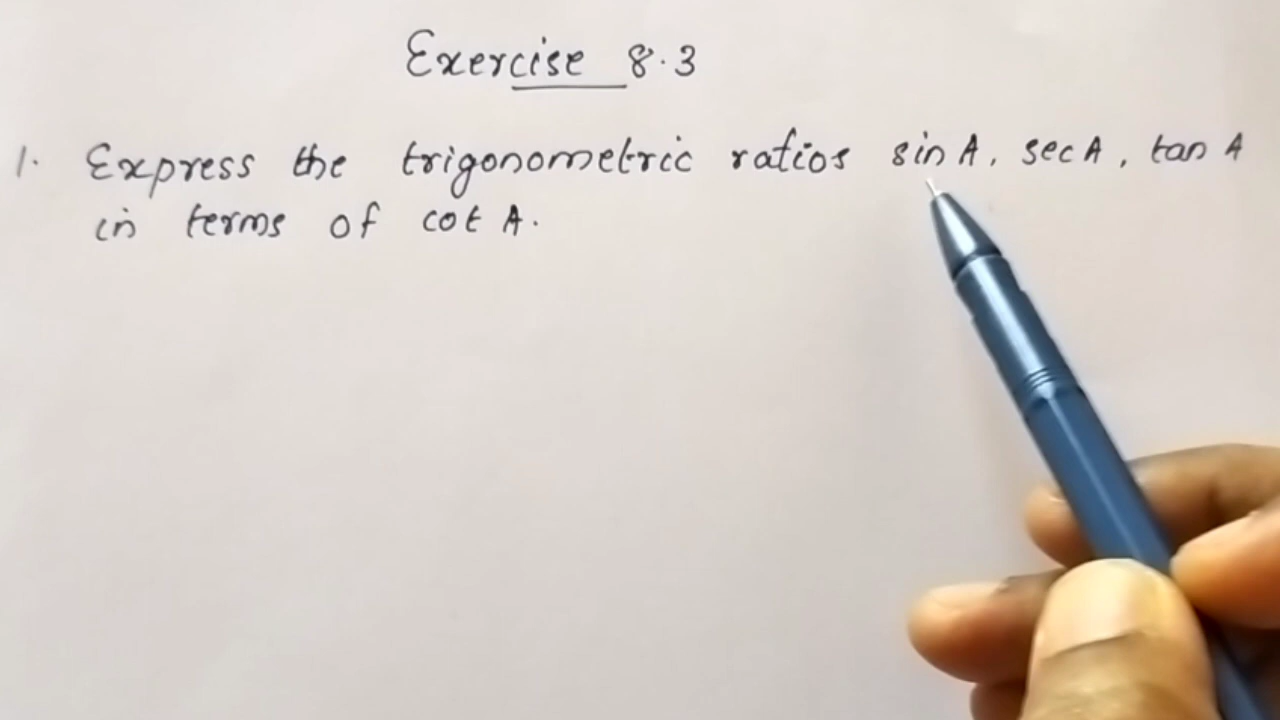 Exercise 8.3
1. Express the trigonometric ratios sin A, sec A, tan A
in terms of cot A.